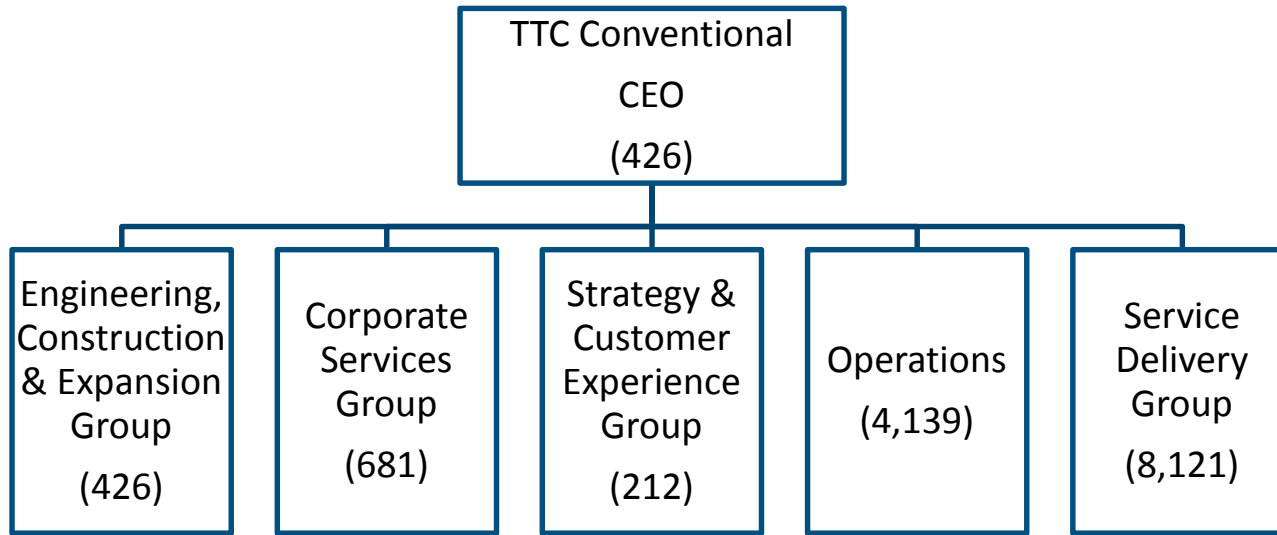 TTC Conventional
CEO
(426)
Engineering,
Construction
& Expansion
Group
(426)
Corporate
Services
Group
(681)
Strategy &
Customer
Experience
Group
(212)
Operations
(4,139)
Service
Delivery
Group
(8,121)